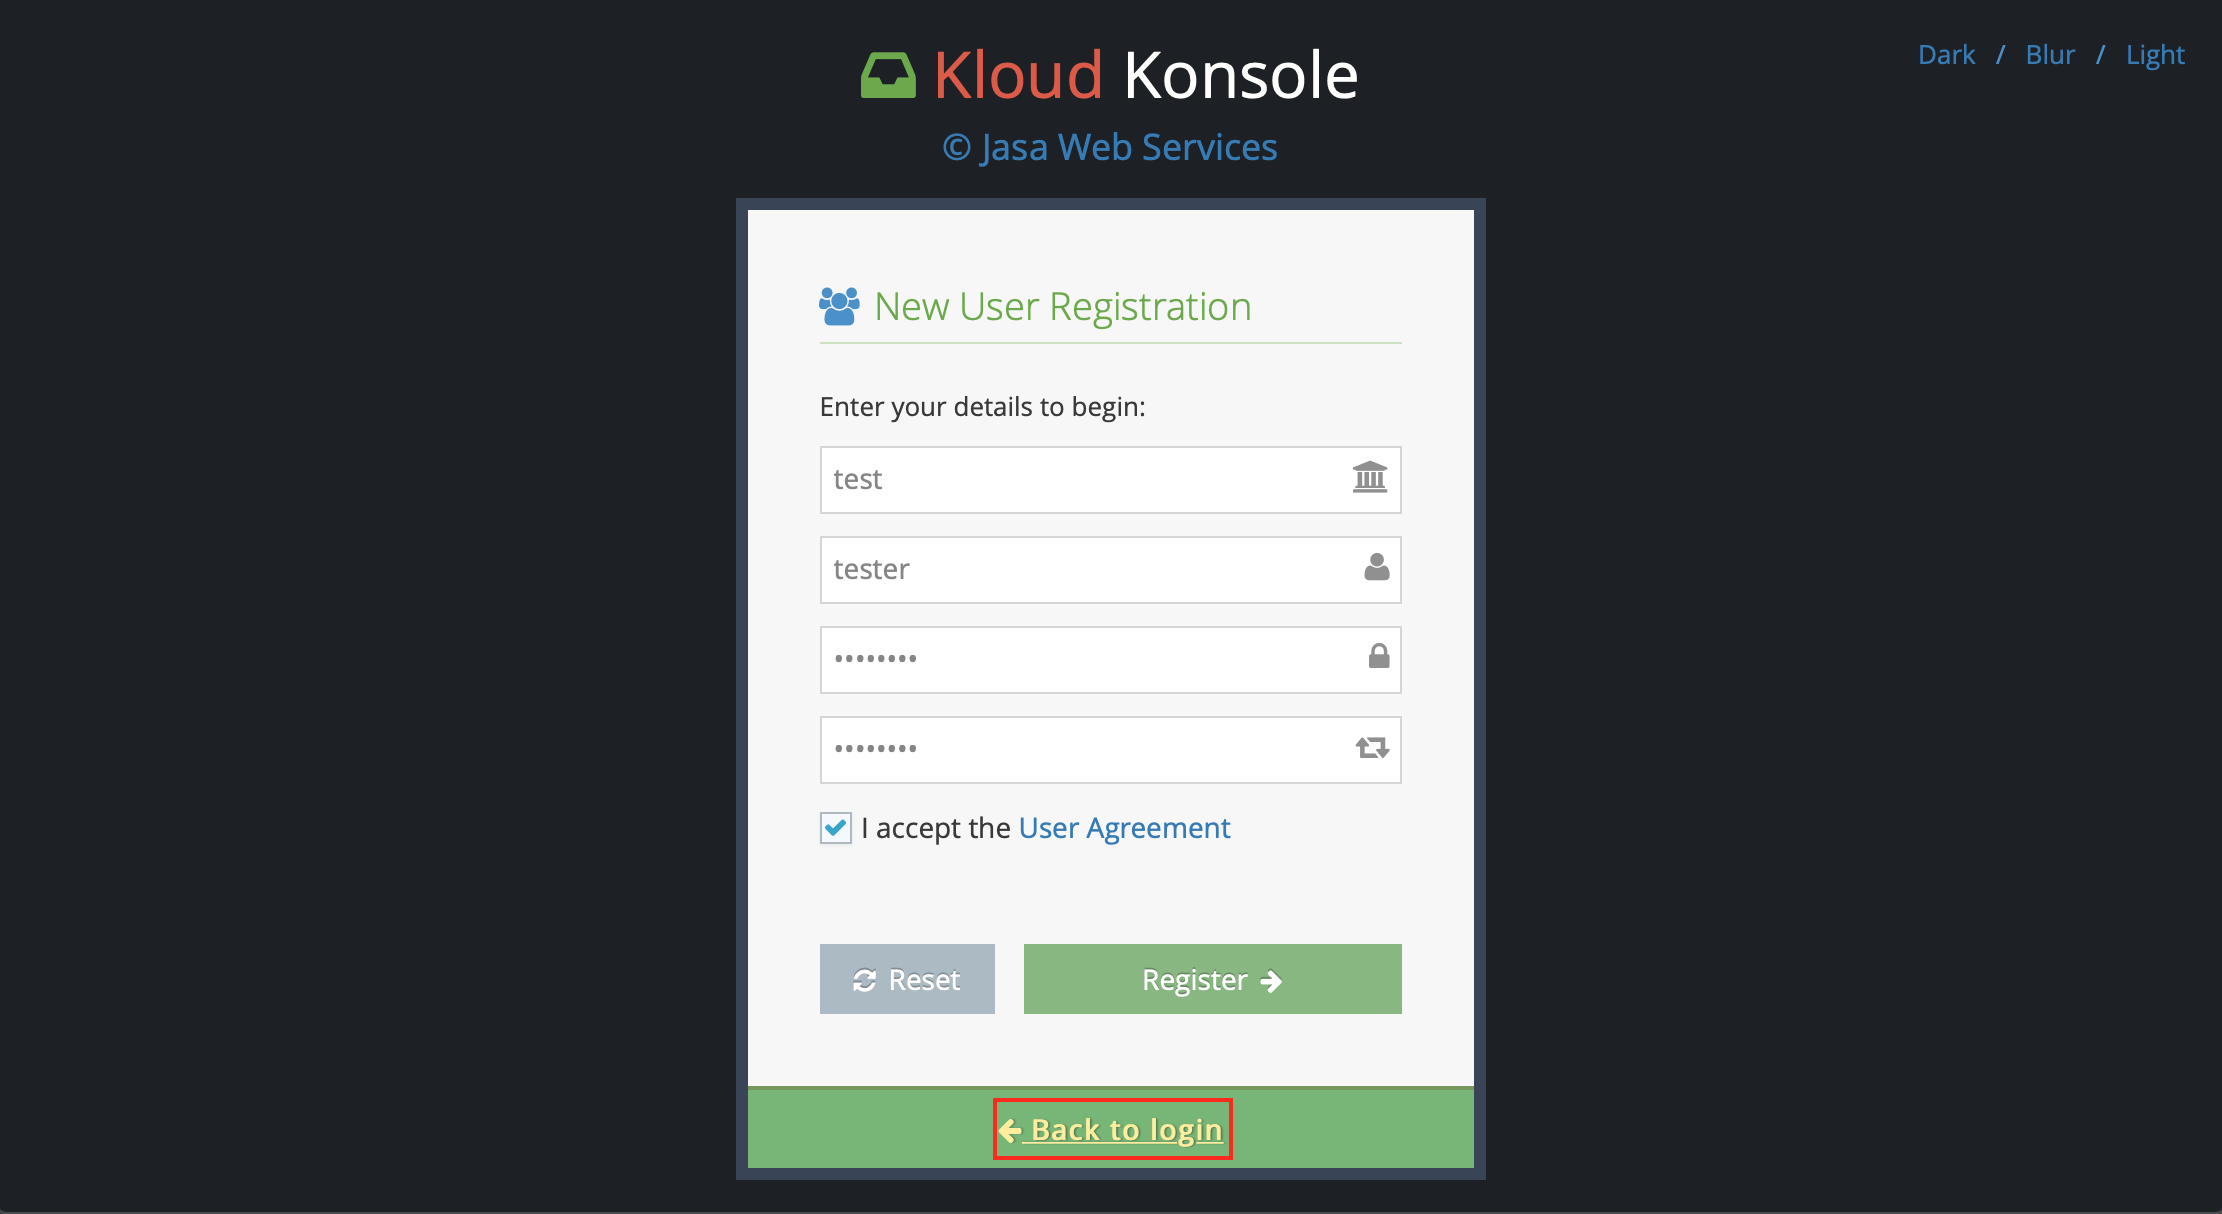 Dark / Blur / Light
Kloud Konsole
© Jasa Web Services
New User Registration
Enter your details to begin:
test
tester
••••••••
••••••••
I accept the User Agreement
Reset
Register
Back to login